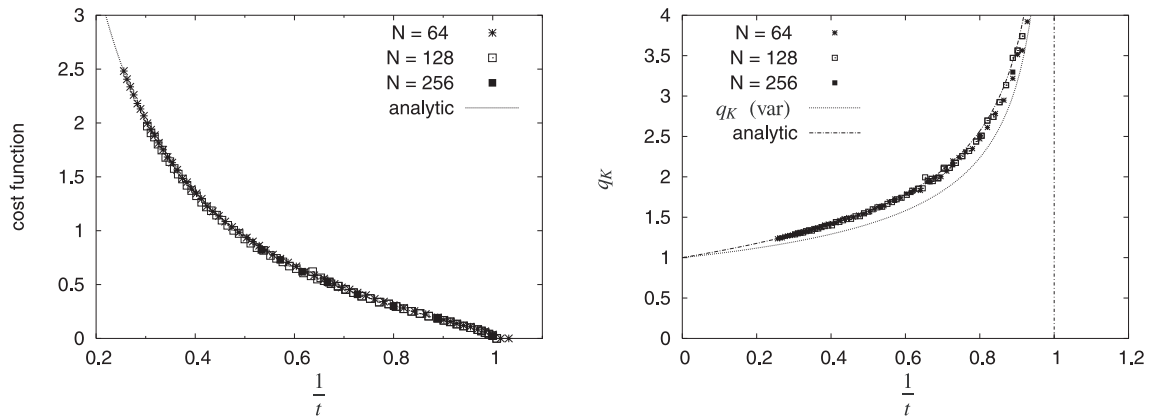 3
2.5
2
1.5
1
0.5
0
0.2
0.4
0.6
0.8
1
cost function
1
t
N = 64
N = 128
N = 256
analytic
4
3.5
3
2.5
2
1.5
1
0.5
0
0
0.2
0.4
0.6
0.8
1
1.2
q_K
1
t
N = 64
N = 128
N = 256
q_K (var)
analytic